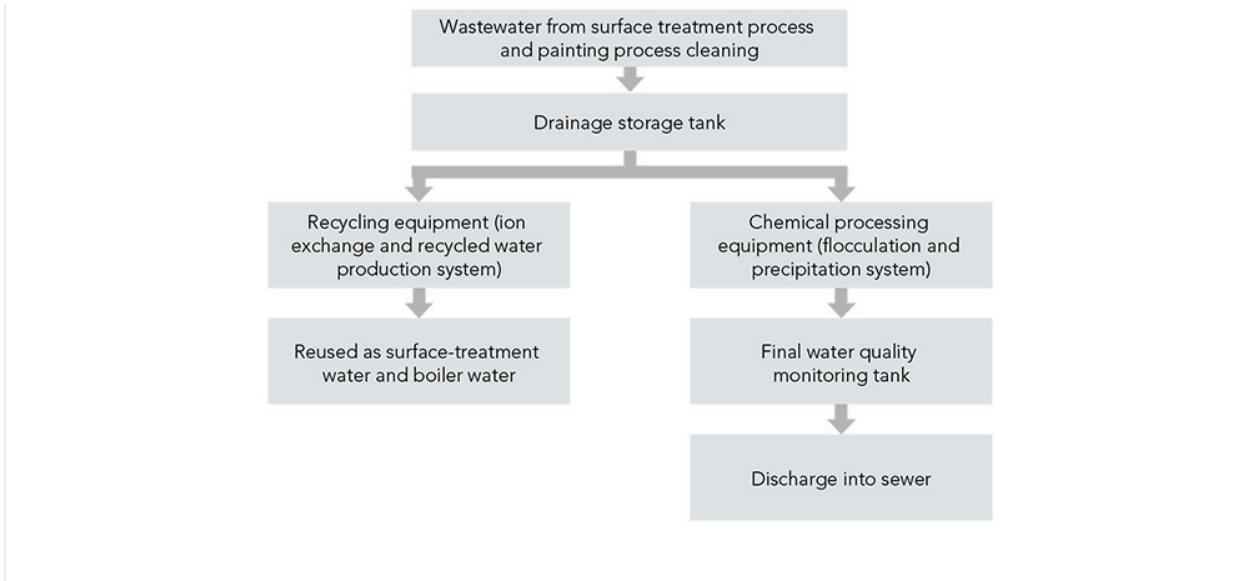 Wastewater from surface treatment process
and painting process cleaning
Drainage storage tank
Recycling equipment (ion
exchange and recycled water
production system)
Reused as surface-treatment
water and boiler water
Chemical processing
equipment (flocculation and
precipitation system)
Final water quality
monitoring tank
Discharge into sewer